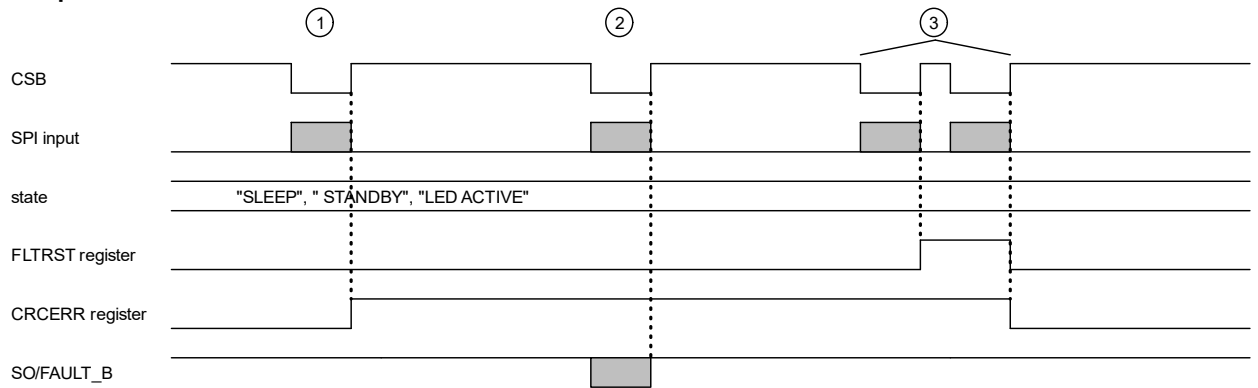 1 2 3
CSB
SPI input
state "SLEEP", " STANDBY", "LED ACTIVE"
FLTRST register
CRCERR register
SO/FAULT_B